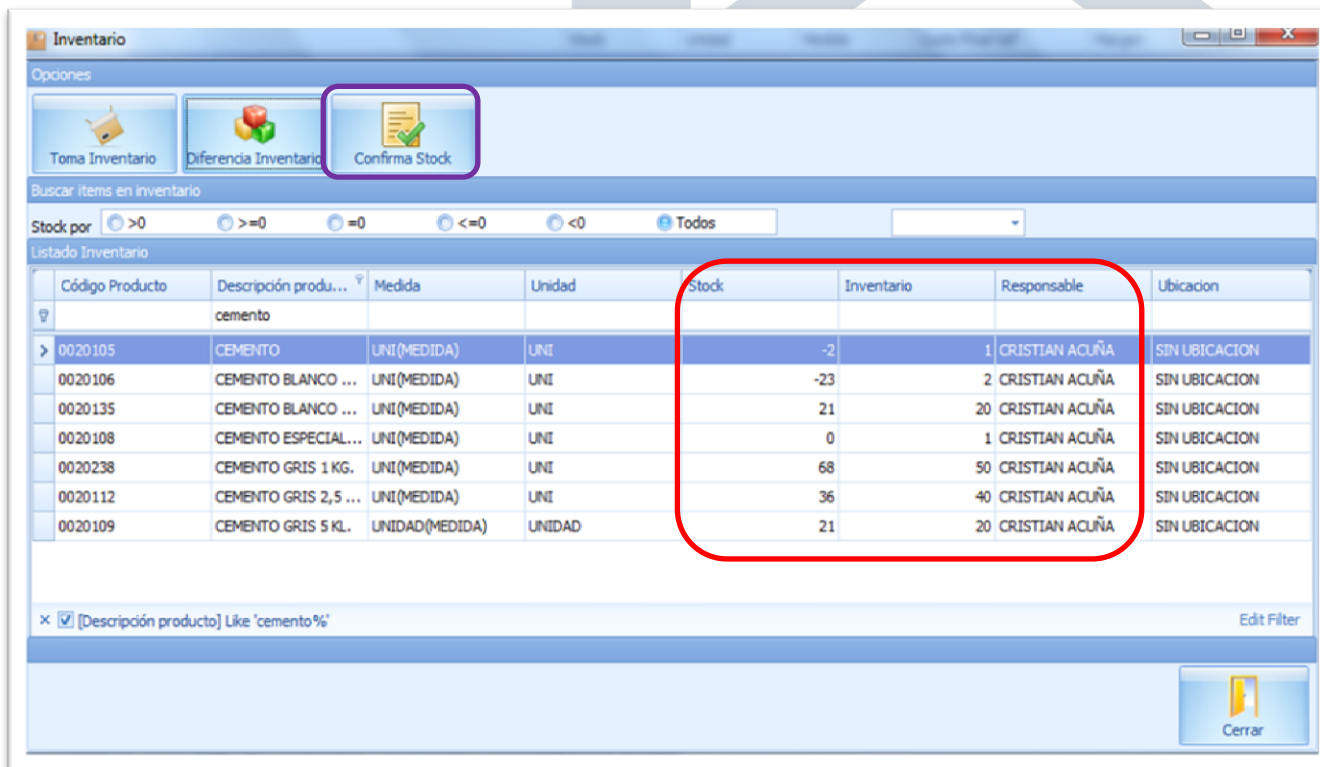 Inventario
Opciones
Toma Inventario Diferencia Inventario Confirma Stock
Buscar items en inventario
Stock por >0 >=0 =0 <=0 <0 Todos
Listado Inventario
Código Producto Descripción produ... Medida Unidad Stock Inventario Responsable Ubicacion
cemento
0020105 CEMENTO UNI(MEDIDA) UNI -2 1 CRISTIAN ACUÑA SIN UBICACION
0020106 CEMENTO BLANCO ... UNI(MEDIDA) UNI -23 2 CRISTIAN ACUÑA SIN UBICACION
0020135 CEMENTO BLANCO ... UNI(MEDIDA) UNI 21 20 CRISTIAN ACUÑA SIN UBICACION
0020108 CEMENTO ESPECIAL... UNI(MEDIDA) UNI 0 1 CRISTIAN ACUÑA SIN UBICACION
0020238 CEMENTO GRIS 1 KG. UNI(MEDIDA) UNI 68 50 CRISTIAN ACUÑA SIN UBICACION
0020112 CEMENTO GRIS 2,5 ... UNI(MEDIDA) UNI 36 40 CRISTIAN ACUÑA SIN UBICACION
0020109 CEMENTO GRIS 5 KL. UNIDAD(MEDIDA) UNIDAD 21 20 CRISTIAN ACUÑA SIN UBICACION
[Descripción producto] Like 'cemento%' Edit Filter
Cerrar